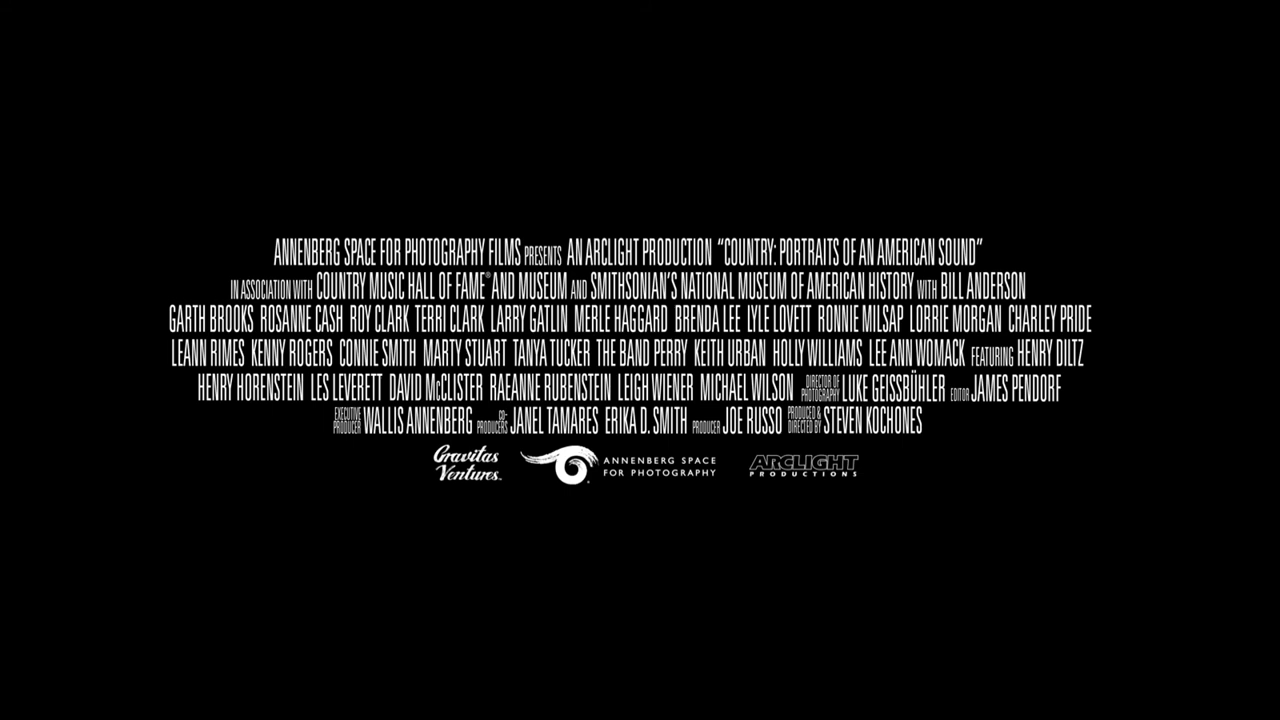 ANNENBERG SPACE FOR PHOTOGRAPHY FILMS PRESENTS AN ARCLIGHT PRODUCTION “COUNTRY: PORTRAITS OF AN AMERICAN SOUND”
IN ASSOCIATION WITH COUNTRY MUSIC HALL OF FAME® AND MUSEUM AND SMITHSONIAN'S NATIONAL MUSEUM OF AMERICAN HISTORY WITH BILL ANDERSON
GARTH BROOKS ROSANNE CASH ROY CLARK TERRI CLARK LARRY GATLIN MERLE HAGGARD BRENDA LEE LYLE LOVETT RONNIE MILSAP LORRIE MORGAN CHARLEY PRIDE
LEANN RIMES KENNY ROGERS CONNIE SMITH MARTY STUART TANYA TUCKER THE BAND PERRY KEITH URBAN HOLLY WILLIAMS LEE ANN WOMACK FEATURING HENRY DILTZ
HENRY HORENSTEIN LES LEVERETT DAVID McCLISTER RAEANNE RUBENSTEIN LEIGH WIENER MICHAEL WILSON DIRECTOR OF PHOTOGRAPHY LUKE GEISSBÜHLER EDITOR JAMES PENDORF
EXECUTIVE PRODUCER WALLIS ANNENBERG CO-PRODUCERS JANEL TAMARES ERIKA D. SMITH PRODUCER JOE RUSSO PRODUCED & DIRECTED BY STEVEN KOCHONES
Gravitas Ventures™
ANNENBERG SPACE
FOR PHOTOGRAPHY
ARCLIGHT
PRODUCTIONS